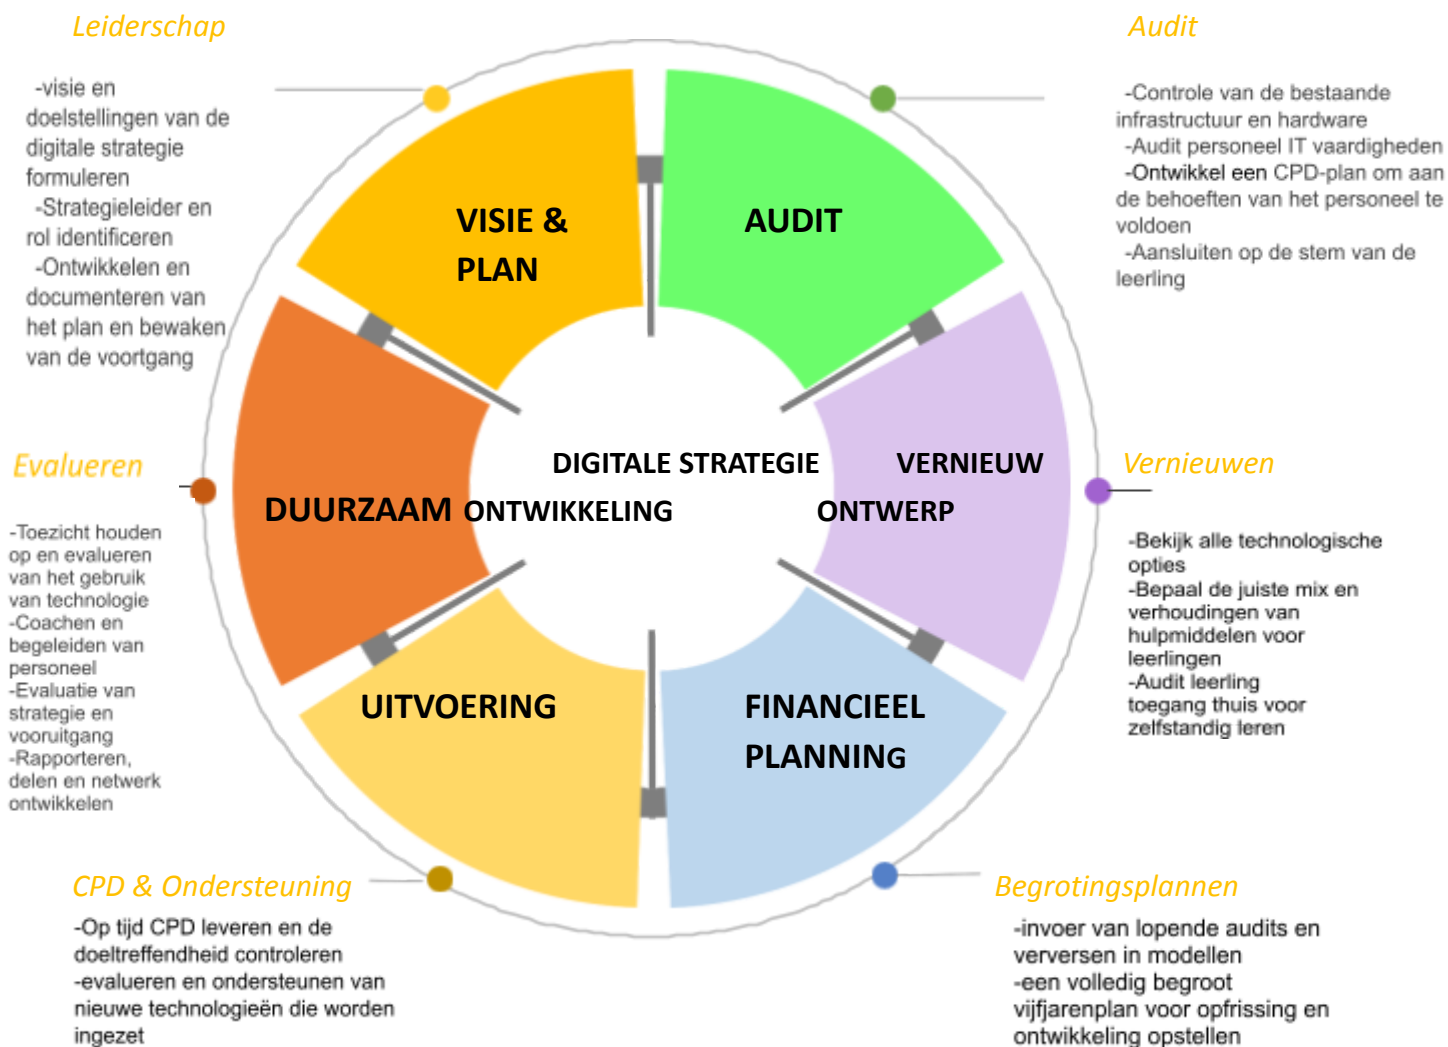 Leiderschap
-visie en
doelstellingen van de
digitale strategie
formuleren
-Strategieleider en
rol identificeren
-Ontwikkelen en
documenteren van
het plan en bewaken
van de voortgang
Audit
-Controle van de bestaande
infrastructuur en hardware
-Audit personeel IT vaardigheden
-Ontwikkel een CPD-plan om aan
de behoeften van het personeel te
voldoen
-Aansluiten op de stem van de
leerling
VISIE &
PLAN
AUDIT
DIGITALE STRATEGIE
ONTWIKKELING
VERNIEUW
ONTWERP
DUURZAAM
UITVOERING
FINANCIEEL
PLANNING
Evalueren
-Toezicht houden
op en evalueren
van het gebruik
van technologie
-Coachen en
begeleiden van
personeel
-Evaluatie van
strategie en
vooruitgang
-Rapporteren,
delen en netwerk
ontwikkelen
Vernieuwen
-Bekijk alle technologische
opties
-Bepaal de juiste mix en
verhoudingen van
hulpmiddelen voor
leerlingen
-Audit leerling
toegang thuis voor
zelfstandig leren
CPD & Ondersteuning
-Op tijd CPD leveren en de
doeltreffendheid controleren
-evalueren en ondersteunen van
nieuwe technologieën die worden
ingezet
Begrotingsplannen
-invoer van lopende audits en
verversen in modellen
-een volledig begroot
vijfjarenplan voor opfrissing en
ontwikkeling opstellen